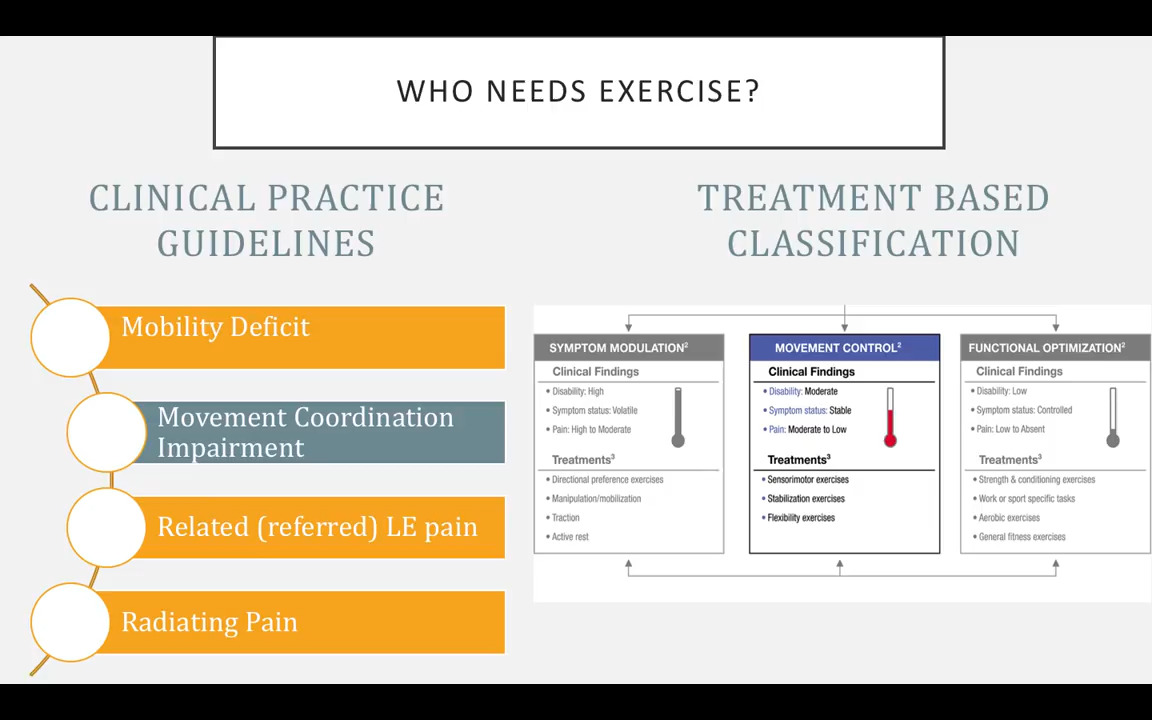 WHO NEEDS EXERCISE?
CLINICAL PRACTICE
GUIDELINES
Mobility Deficit
Movement Coordination
Impairment
Related (referred) LE pain
Radiating Pain
TREATMENT BASED
CLASSIFICATION
SYMPTOM MODULATION²
Clinical Findings
• Disability: High
• Symptom status: Volatile
• Pain: High to Moderate
Treatments³
• Directional preference exercises
• Manipulation/mobilization
• Traction
• Active rest
MOVEMENT CONTROL²
Clinical Findings
• Disability: Moderate
• Symptom status: Stable
• Pain: Moderate to Low
Treatments³
• Sensorimotor exercises
• Stabilization exercises
• Flexibility exercises
FUNCTIONAL OPTIMIZATION²
Clinical Findings
• Disability: Low
• Symptom status: Controlled
• Pain: Low to Absent
Treatments³
• Strength & conditioning exercises
• Work or sport specific tasks
• Aerobic exercises
• General fitness exercises